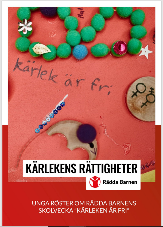 kärlek är fri
KÄRLEKENS RÄTTIGHETER
Rädda Barnen
UNGA RÖSTER OM RÄDDA BARNENS
SKOLVECKA "KÄRLEKEN ÄR FRI"